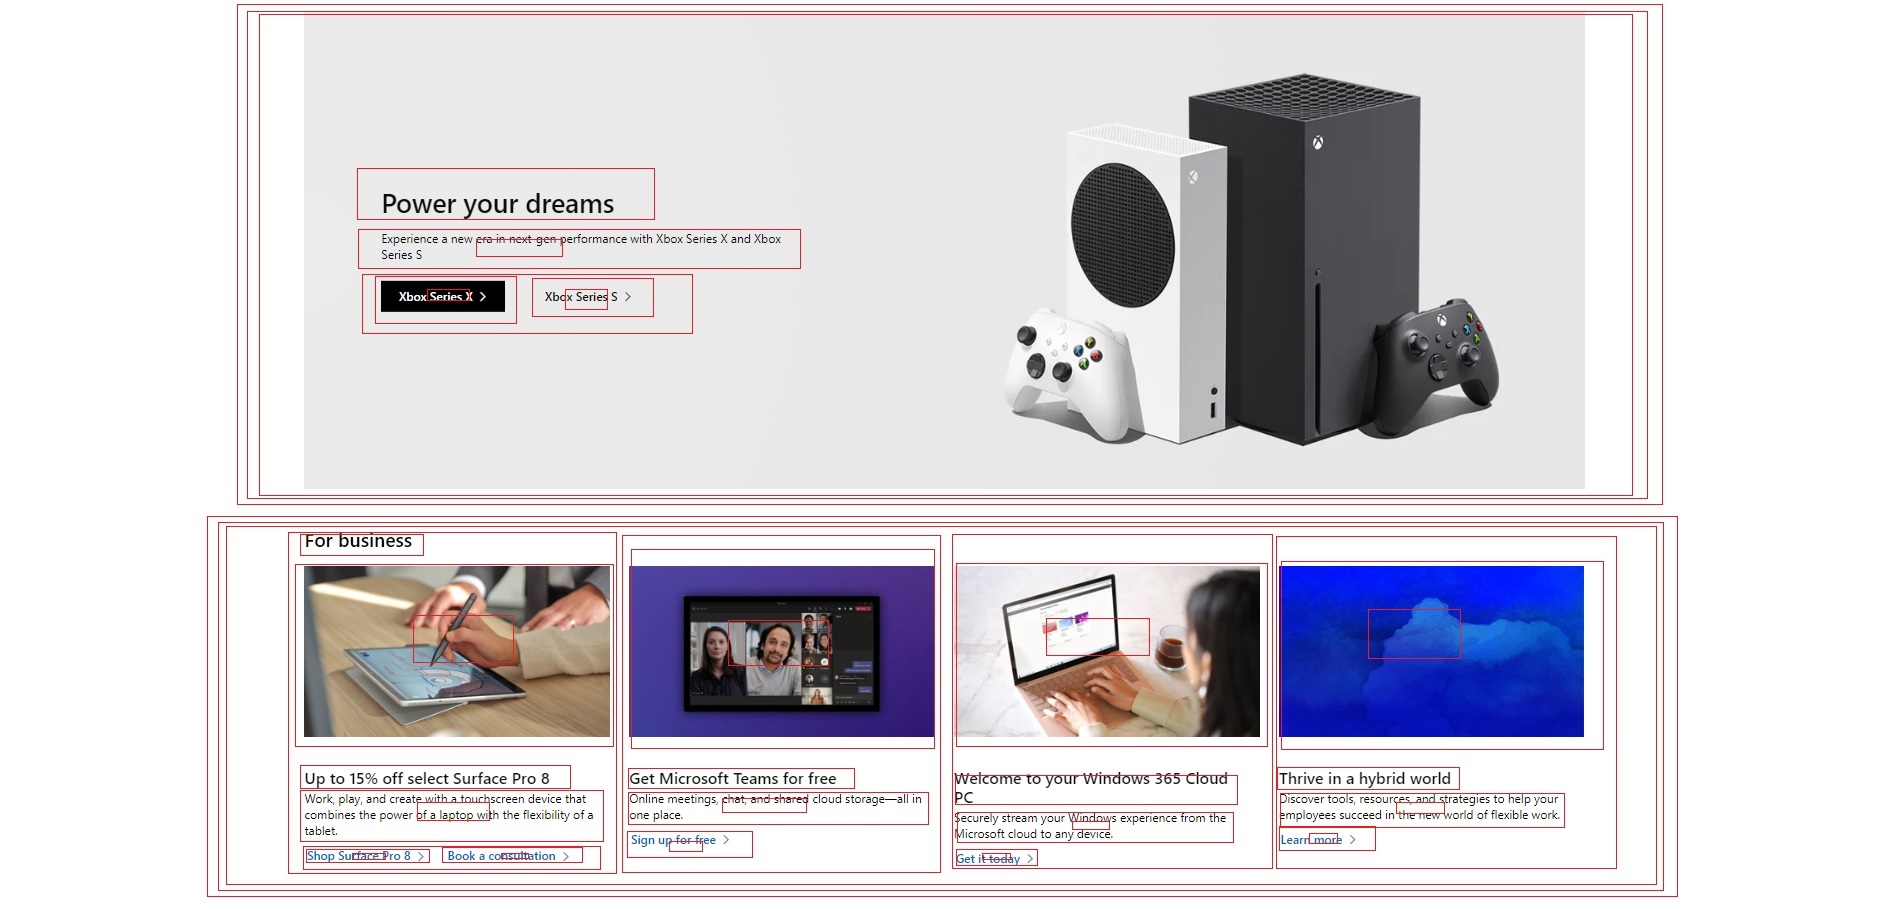 Power your dreams
Experience a new era in next-gen performance with Xbox Series X and Xbox
Series S
Xbox Series X
Xbox Series S
For business
Up to 15% off select Surface Pro 8
Work, play, and create with a touchscreen device that
combines the power of a laptop with the flexibility of a
tablet.
Shop Surface Pro 8
Book a consultation
Get Microsoft Teams for free
Online meetings, chat, and shared cloud storage—all in
one place.
Sign up for free
Welcome to your Windows 365 Cloud
PC
Securely stream your Windows experience from the
Microsoft cloud to any device.
Get it today
Thrive in a hybrid world
Discover tools, resources, and strategies to help your
employees succeed in the new world of flexible work.
Learn more